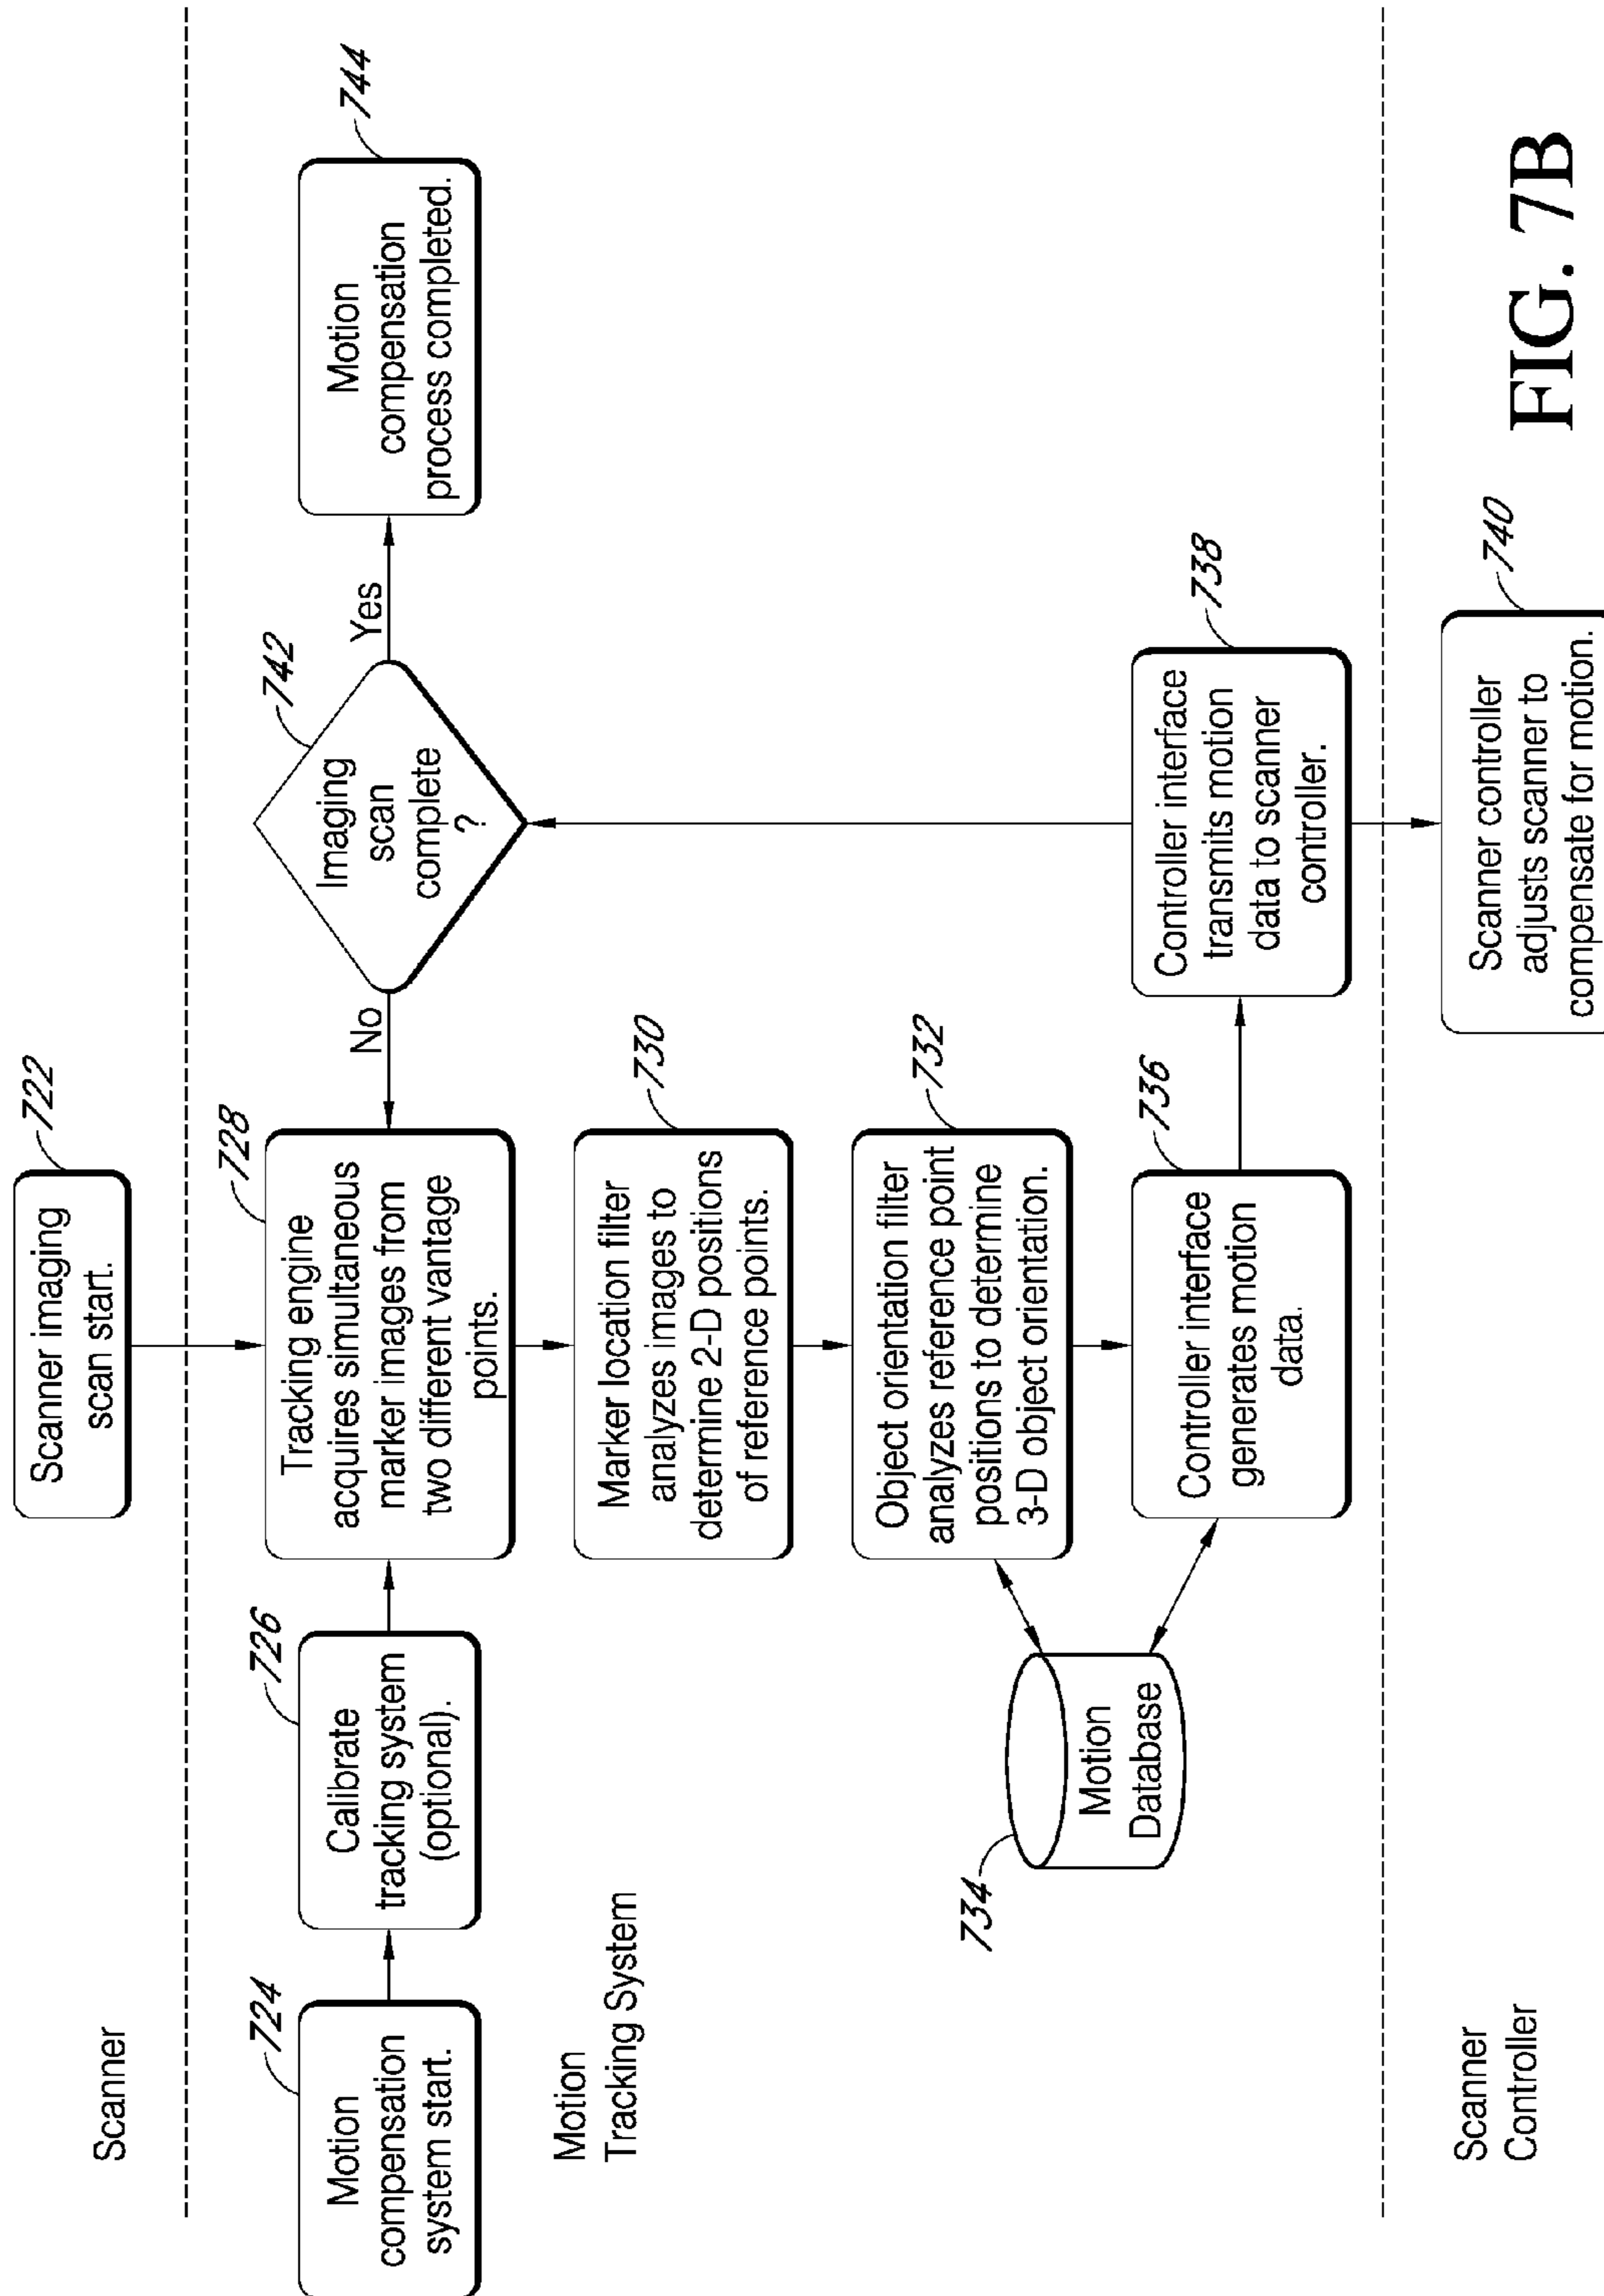 Scanner
722
Scanner imaging
scan start.
724
Motion
compensation
system start.
726
Calibrate
tracking system
(optional).
728
Tracking engine
acquires simultaneous
marker images from
two different vantage
points.
No
742
Imaging
scan
complete
?
Yes
744
Motion
compensation
process completed.
Motion
Tracking System
730
Marker location filter
analyzes images to
determine 2-D positions
of reference points.
732
Object orientation filter
analyzes reference point
positions to determine
3-D object orientation.
734
Motion
Database
736
Controller interface
generates motion
data.
738
Controller interface
transmits motion
data to scanner
controller.
Scanner
Controller
740
Scanner controller
adjusts scanner to
compensate for motion.
FIG. 7B